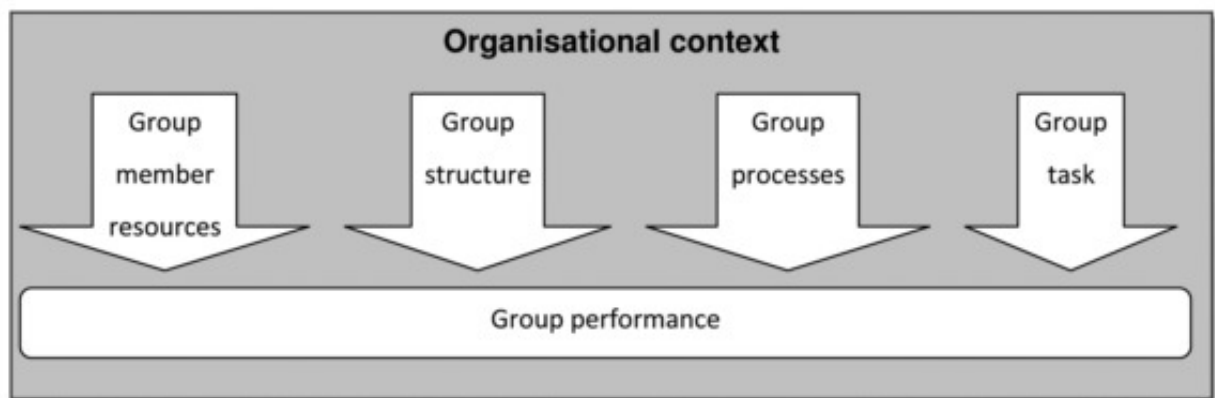 Organisational context
Group
member
resources
Group
structure
Group
processes
Group
task
Group performance